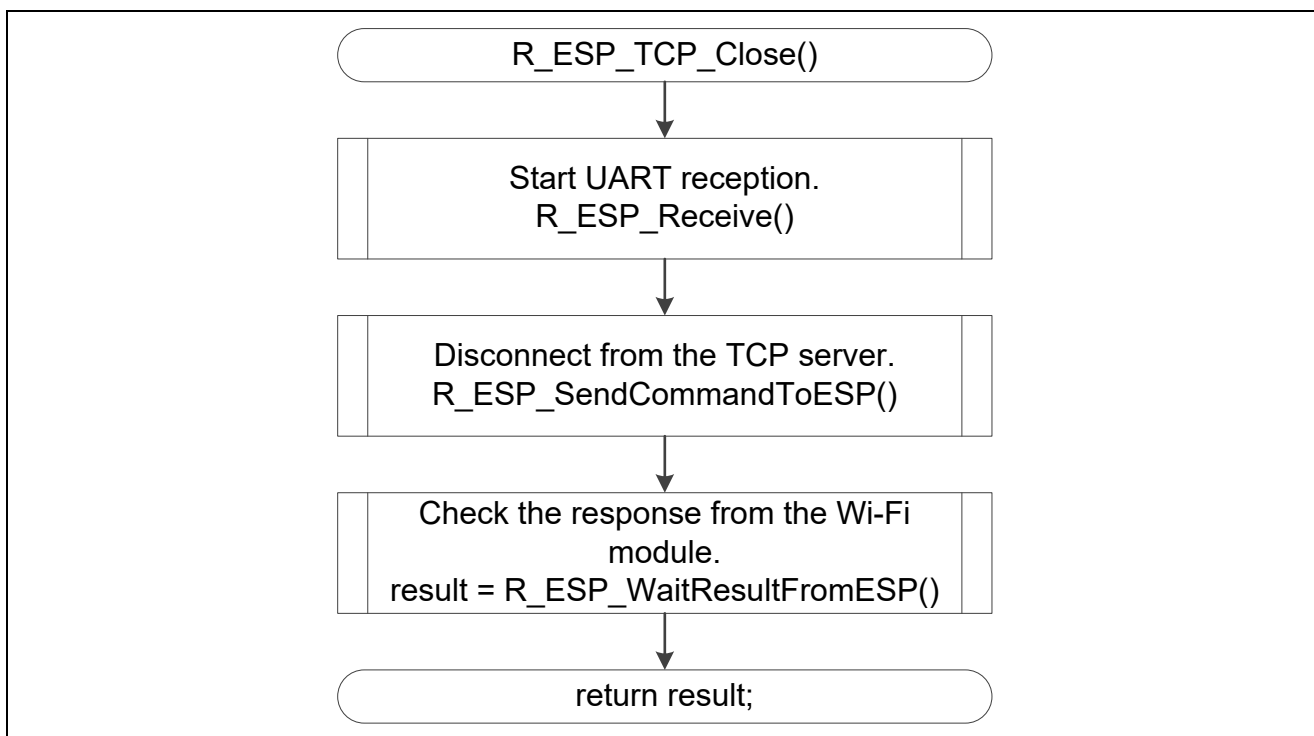 R_ESP_TCP_Close()
Start UART reception.
R_ESP_Receive()
Disconnect from the TCP server.
R_ESP_SendCommandToESP()
Check the response from the Wi-Fi
module.
result = R_ESP_WaitResultFromESP()
return result;